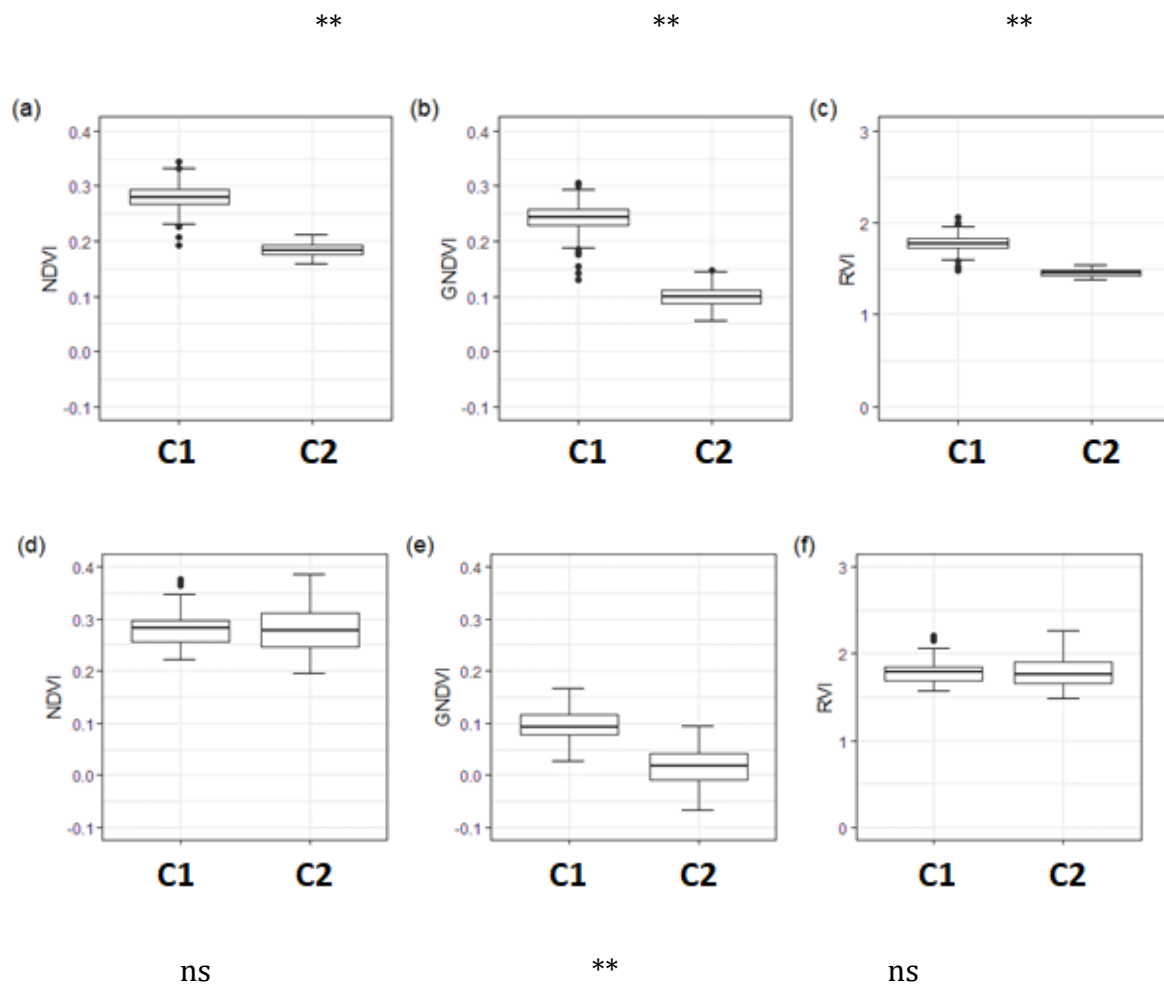 ** ** **
(a) (b) (c)
0.4 0.4 3
0.3 0.3
2
0.2 0.2
NDVI GNDVI RVI
0.1 0.1 1
0.0 0.0
-0.1 -0.1 0
C1 C2 C1 C2 C1 C2
(d) (e) (f)
0.4 0.4 3
0.3 0.3
2
0.2 0.2
NDVI GNDVI RVI
0.1 0.1 1
0.0 0.0
-0.1 -0.1 0
C1 C2 C1 C2 C1 C2
ns ** ns